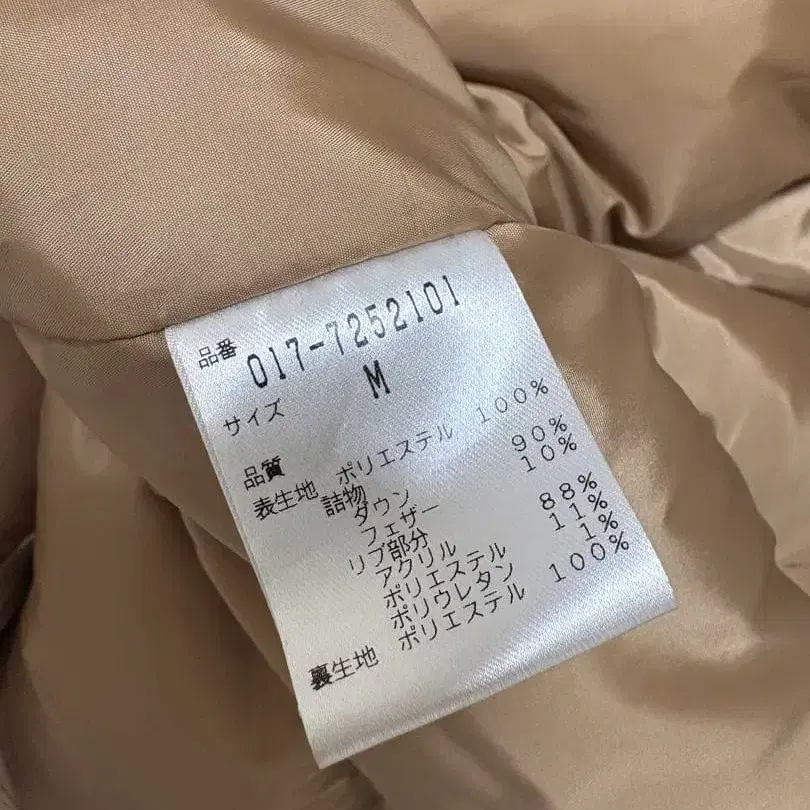 品番 017-7252101
サイズ M
品質
表生地 ポリエステル 100%
詰物
ダウン 90%
フェザー 10%
リブ部分
アクリル 88%
ポリエステル 11%
ポリウレタン 1%
裏生地 ポリエステル 100%